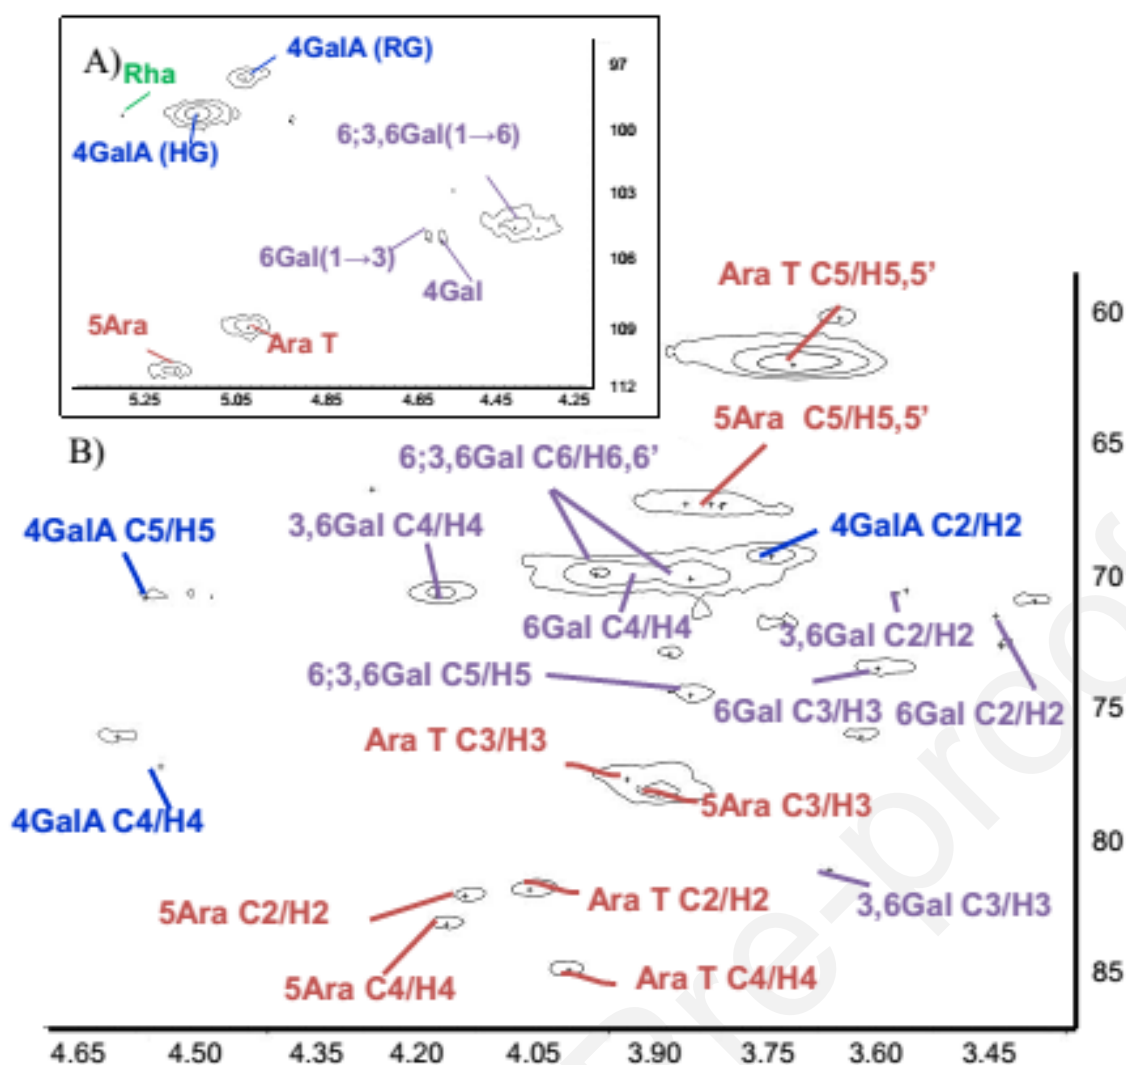 A)
Rha
4GalA (RG)
4GalA (HG)
6;3,6Gal(1→6)
6Gal(1→3)
4Gal
5Ara
Ara T
97
100
103
106
109
112
5.25 5.05 4.85 4.65 4.45 4.25
B)
Ara T C5/H5,5’
5Ara C5/H5,5’
6;3,6Gal C6/H6,6’
4GalA C5/H5
3,6Gal C4/H4
4GalA C2/H2
6Gal C4/H4
3,6Gal C2/H2
6;3,6Gal C5/H5
6Gal C3/H3
6Gal C2/H2
Ara T C3/H3
5Ara C3/H3
4GalA C4/H4
3,6Gal C3/H3
5Ara C2/H2
Ara T C2/H2
5Ara C4/H4
Ara T C4/H4
60
65
70
75
80
85
4.65 4.50 4.35 4.20 4.05 3.90 3.75 3.60 3.45
re-proof